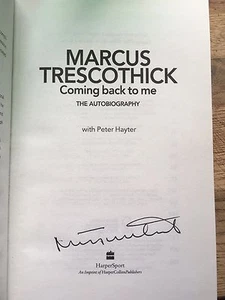 MARCUS
TRESCOTHICK
Coming back to me
THE AUTOBIOGRAPHY
with Peter Hayter
HarperSport
An Imprint of HarperCollinsPublishers